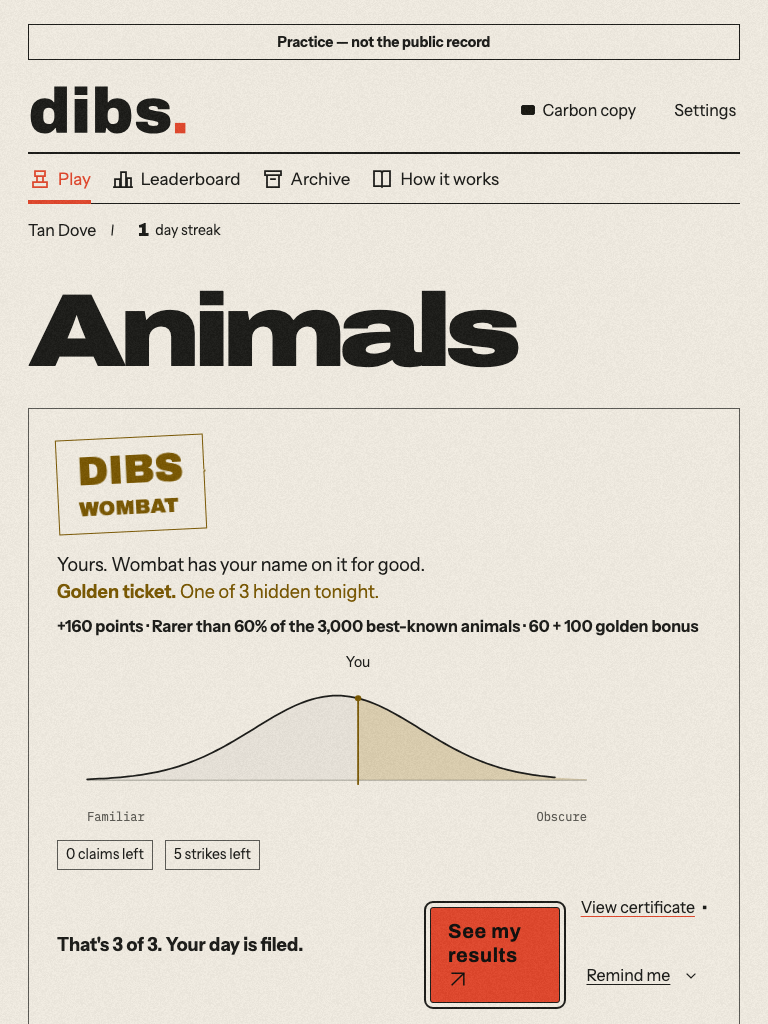 Practice — not the public record
dibs.
Carbon copy
Settings
Play
Leaderboard
Archive
How it works
Tan Dove / 1 day streak
Animals
DIBS
WOMBAT
Yours. Wombat has your name on it for good.
Golden ticket. One of 3 hidden tonight.
+160 points · Rarer than 60% of the 3,000 best-known animals · 60 + 100 golden bonus
You
Familiar
Obscure
0 claims left
5 strikes left
That's 3 of 3. Your day is filed.
See my
results
View certificate
Remind me